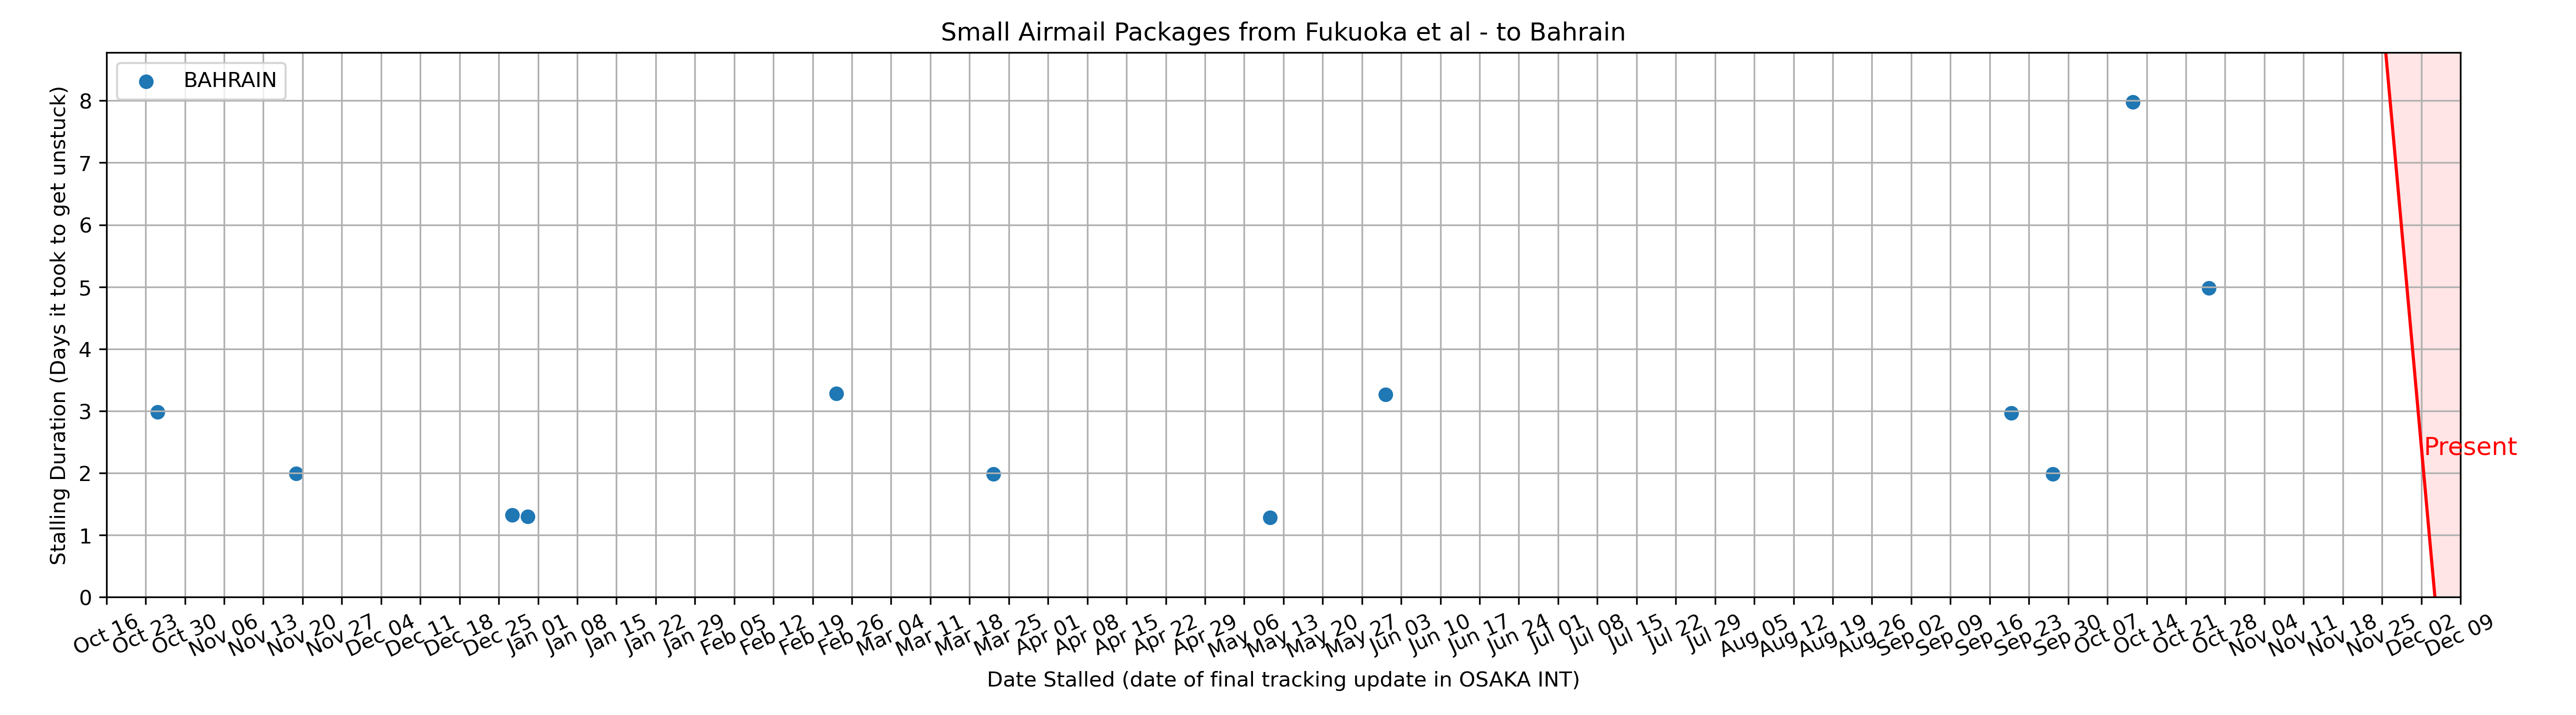 Small Airmail Packages from Fukuoka et al - to Bahrain
BAHRAIN
Stalling Duration (Days it took to get unstuck)
8
7
6
5
4
3
2
1
0
Present
Oct 16 Oct 23 Oct 30 Nov 06 Nov 13 Nov 20 Nov 27 Dec 04 Dec 11 Dec 18 Dec 25 Jan 01 Jan 08 Jan 15 Jan 22 Jan 29 Feb 05 Feb 12 Feb 19 Feb 26 Mar 04 Mar 11 Mar 18 Mar 25 Apr 01 Apr 08 Apr 15 Apr 22 Apr 29 May 06 May 13 May 20 May 27 Jun 03 Jun 10 Jun 17 Jun 24 Jul 01 Jul 08 Jul 15 Jul 22 Jul 29 Aug 05 Aug 12 Aug 19 Aug 26 Sep 02 Sep 09 Sep 16 Sep 23 Sep 30 Oct 07 Oct 14 Oct 21 Oct 28 Nov 04 Nov 11 Nov 18 Nov 25 Dec 02 Dec 09
Date Stalled (date of final tracking update in OSAKA INT)